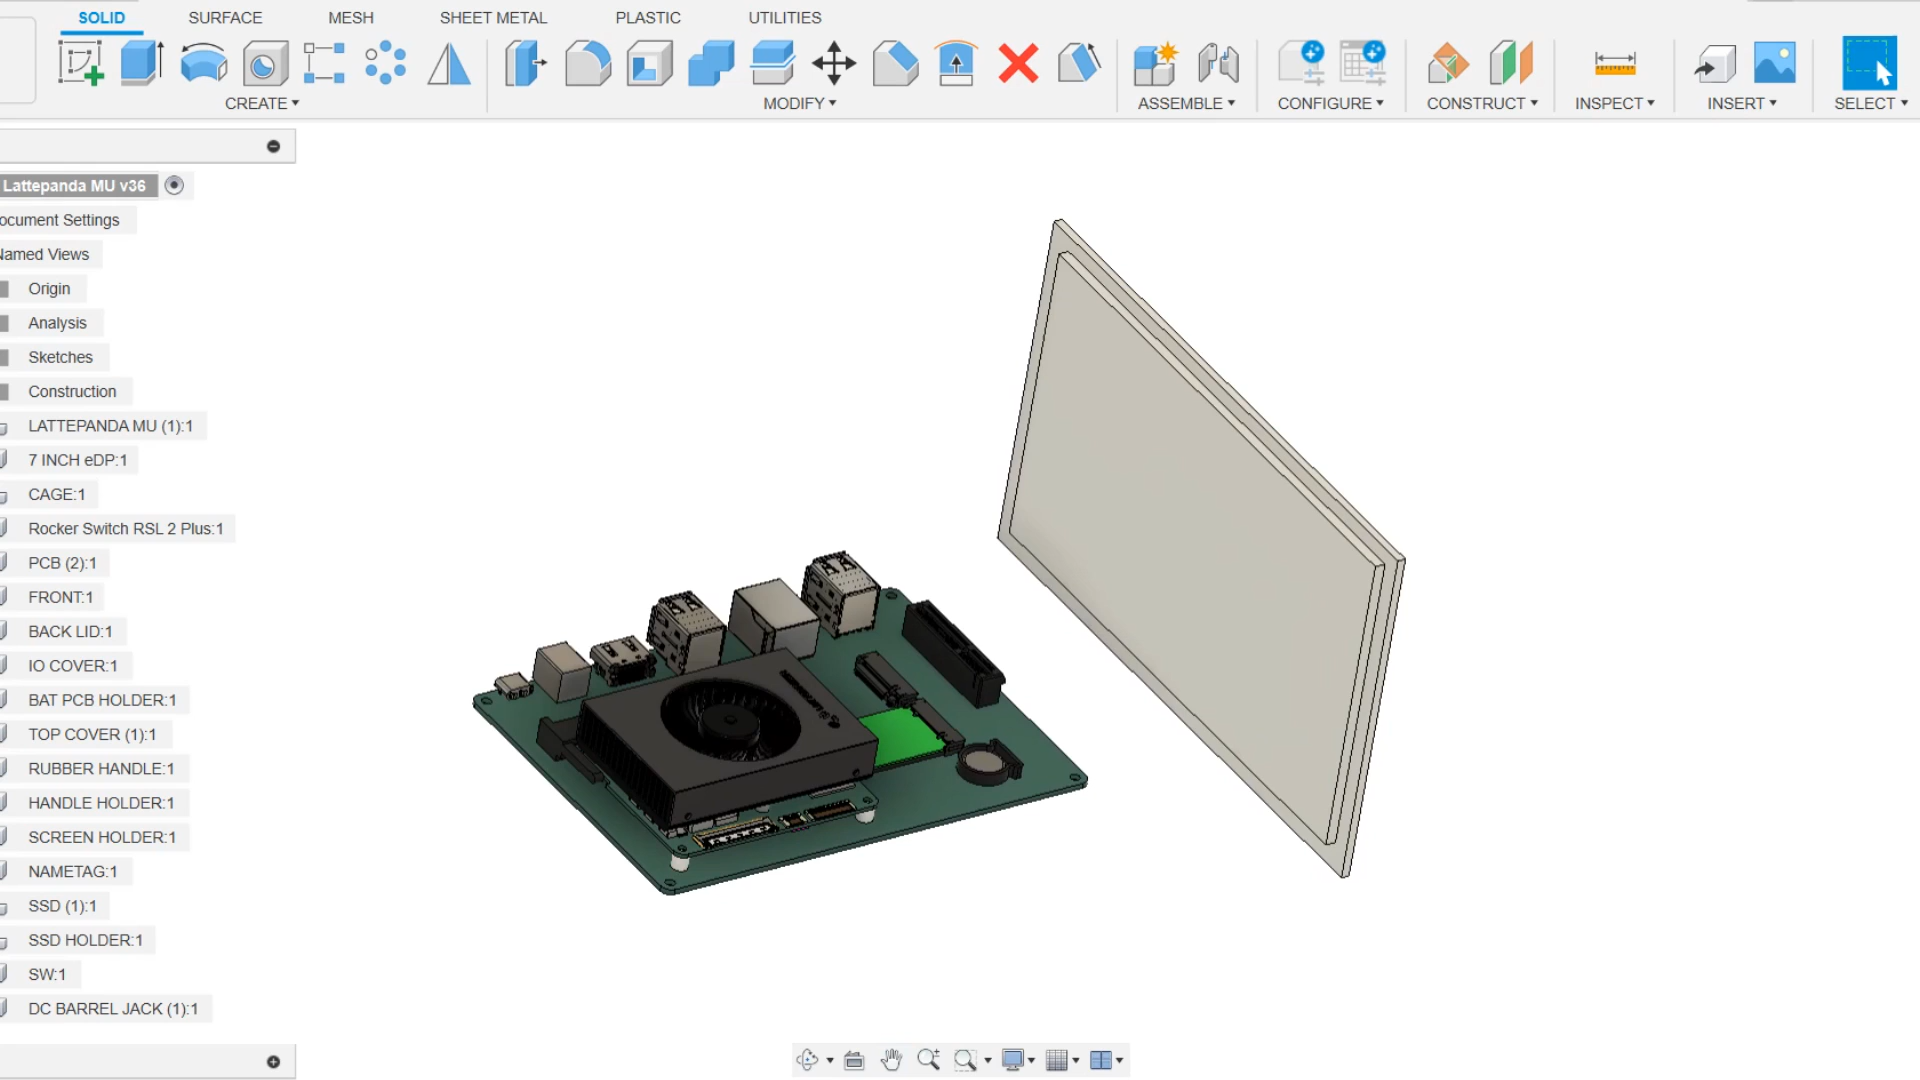 SOLID SURFACE MESH SHEET METAL PLASTIC UTILITIES
CREATE MODIFY ASSEMBLE CONFIGURE CONSTRUCT INSPECT INSERT SELECT
Lattepanda MU v36
ocument Settings
Named Views
Origin
Analysis
Sketches
Construction
LATTEPANDA MU (1):1
7 INCH eDP:1
CAGE:1
Rocker Switch RSL 2 Plus:1
PCB (2):1
FRONT:1
BACK LID:1
IO COVER:1
BAT PCB HOLDER:1
TOP COVER (1):1
RUBBER HANDLE:1
HANDLE HOLDER:1
SCREEN HOLDER:1
NAMETAG:1
SSD (1):1
SSD HOLDER:1
SW:1
DC BARREL JACK (1):1